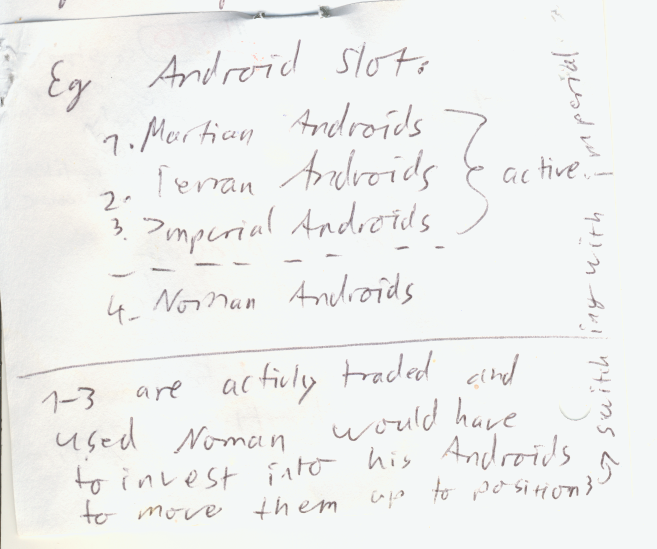 Eg Android Slot:
1. Martian Androids
2. Terran Androids
3. Imperial Androids
active
4. Noman Androids
1-3 are activly traded and
used Noman would have
to invest into his Androids
to move them up to position 3
switching with imperial